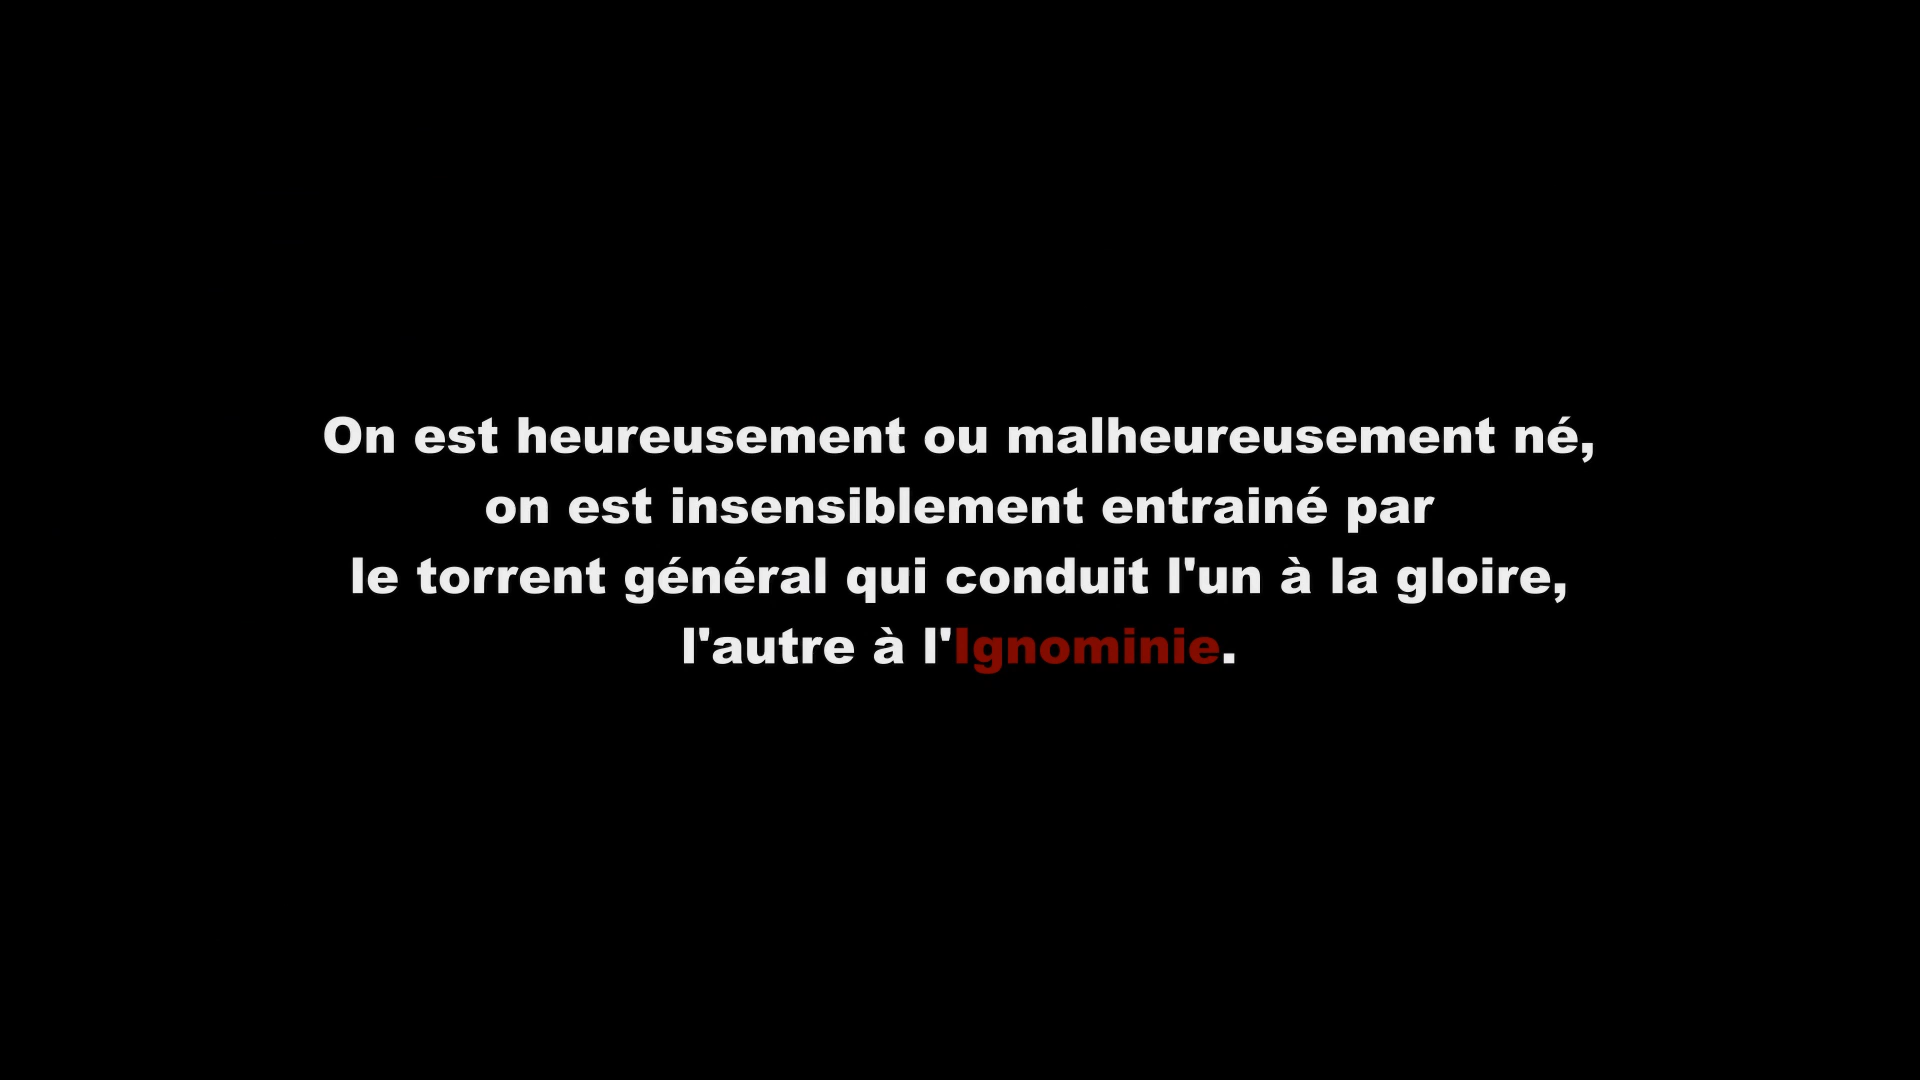 On est heureusement ou malheureusement né,
on est insensiblement entrainé par
le torrent général qui conduit l'un à la gloire,
l'autre à l'Ignominie.